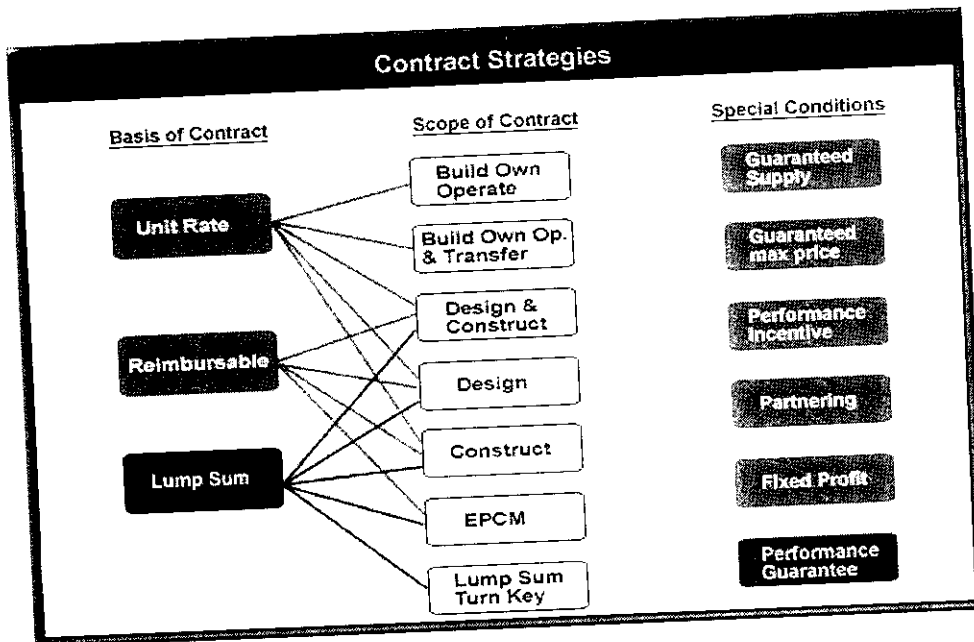 Contract Strategies
Basis of Contract
Scope of Contract
Special Conditions
Unit Rate
Reimbursable
Lump Sum
Build Own
Operate
Build Own Op.
& Transfer
Design &
Construct
Design
Construct
EPCM
Lump Sum
Turn Key
Guaranteed
Supply
Guaranteed
max price
Performance
Incentive
Partnering
Fixed Profit
Performance
Guarantee